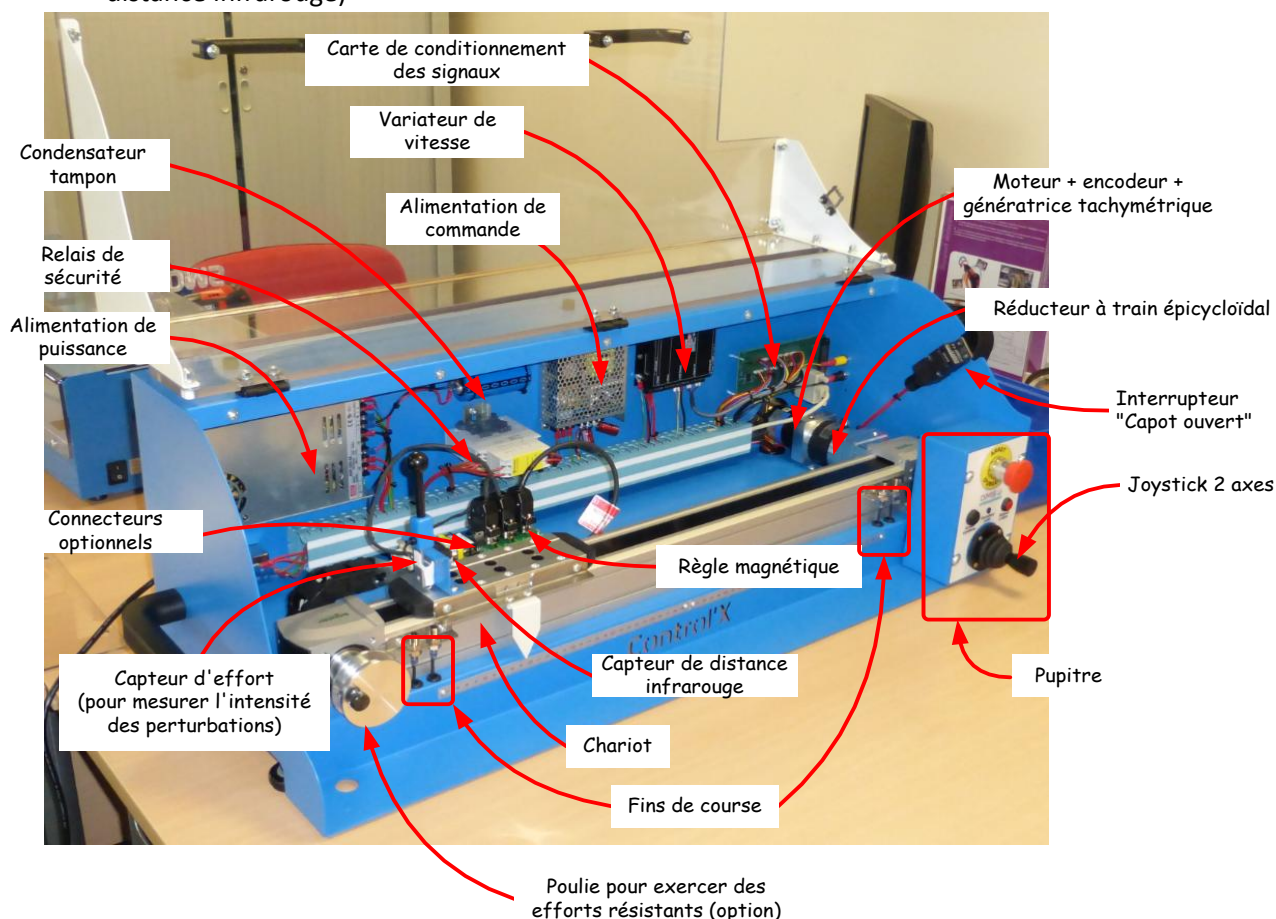 distance infrarouge)
Carte de conditionnement
des signaux
Variateur de
vitesse
Condensateur
tampon
Moteur + encodeur +
génératrice tachymétrique
Alimentation de
commande
Relais de
sécurité
Réducteur à train épicycloïdal
Alimentation de
puissance
Interrupteur
"Capot ouvert"
Joystick 2 axes
Connecteurs
optionnels
Règle magnétique
Control'X
Capteur d'effort
(pour mesurer l'intensité
des perturbations)
Capteur de distance
infrarouge
Pupitre
Chariot
Fins de course
Poulie pour exercer des
efforts résistants (option)